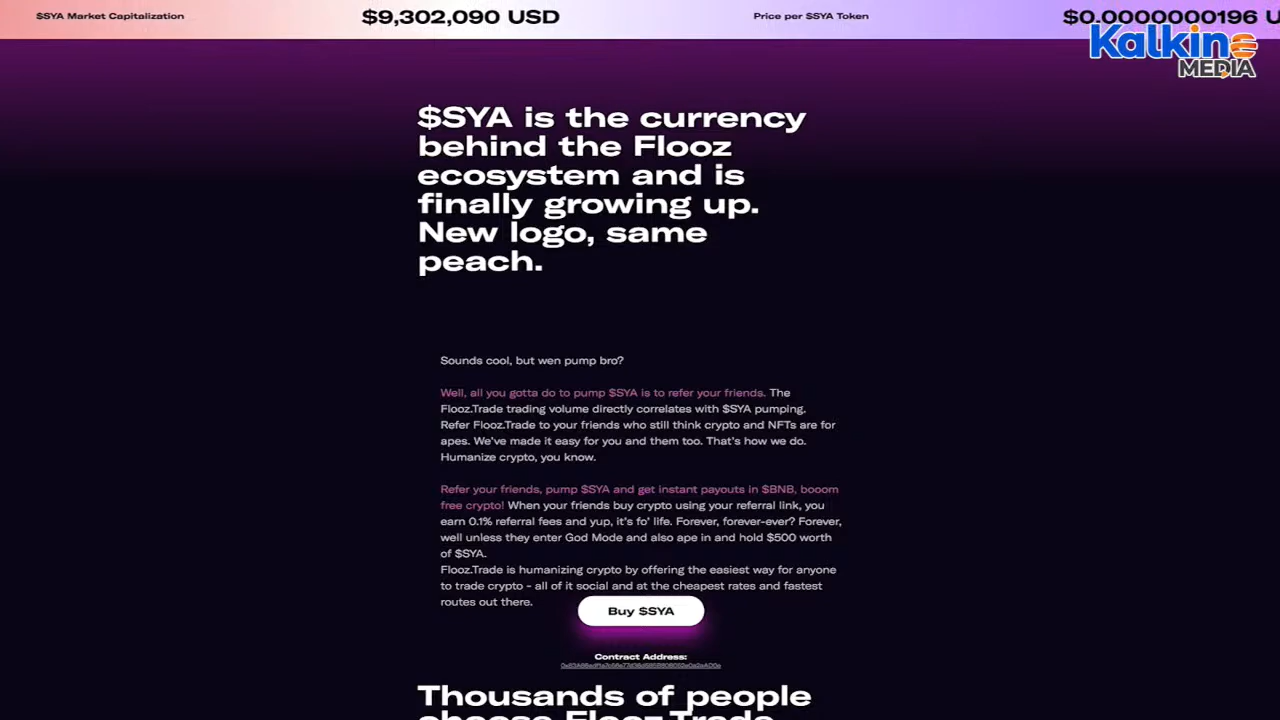 $SYA Market Capitalization
$9,302,090 USD
Price per $SYA Token
$0.0000000196 U
Kalkine
MEDIA
$SYA is the currency
behind the Flooz
ecosystem and is
finally growing up.
New logo, same
peach.
Sounds cool, but wen pump bro?
Well, all you gotta do to pump $SYA is to refer your friends. The
Flooz.Trade trading volume directly correlates with $SYA pumping.
Refer Flooz.Trade to your friends who still think crypto and NFTs are for
apes. We've made it easy for you and them too. That's how we do.
Humanize crypto, you know.
Refer your friends, pump $SYA and get instant payouts in $BNB, booom
free crypto! When your friends buy crypto using your referral link, you
earn 0.1% referral fees and yup, it's fo' life. Forever, forever-ever? Forever,
well unless they enter God Mode and also ape in and hold $500 worth
of $SYA.
Flooz.Trade is humanizing crypto by offering the easiest way for anyone
to trade crypto - all of it social and at the cheapest rates and fastest
routes out there.
Buy $SYA
Contract Address:
Thousands of people
choose Flooz.Trade